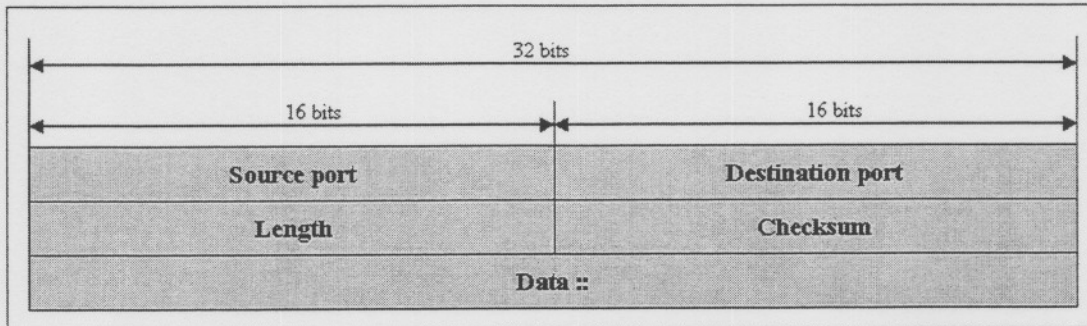 32 bits
16 bits 16 bits
Source port Destination port
Length Checksum
Data ::